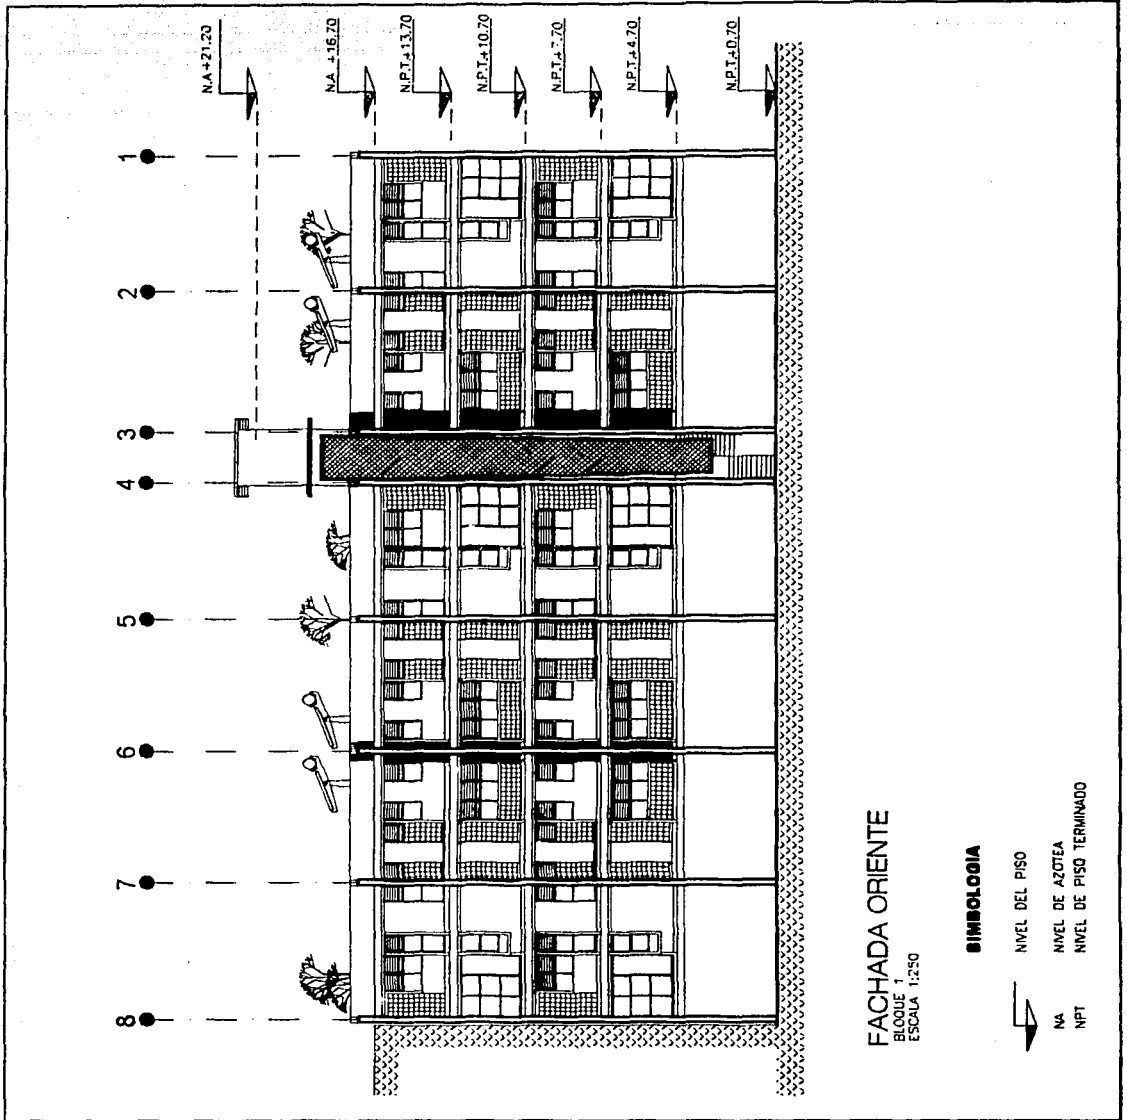 N.A +21.20
N.A +16.70
N.P.T.+13.70
N.P.T.+10.70
N.P.T.+7.70
N.P.T.+4.70
N.P.T.+0.70
8
7
6
5
4
3
2
1
FACHADA ORIENTE
BLOQUE 1
ESCALA 1:250
SIMBOLOGIA
NIVEL DEL PISO
NA NIVEL DE AZOTEA
NPT NIVEL DE PISO TERMINADO